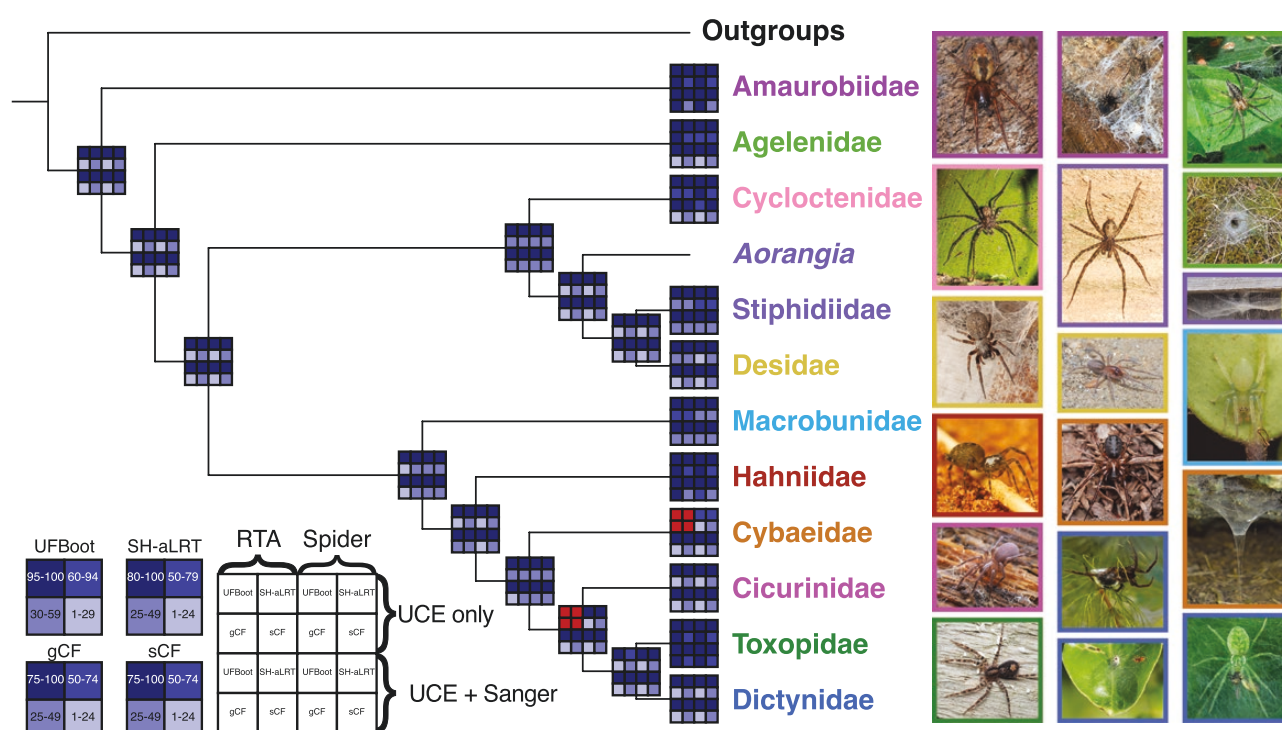 Outgroups
Amaurobiidae
Agelenidae
Cycloctenidae
Aorangia
Stiphidiidae
Desidae
Macrobunidae
Hahniidae
Cybaeidae
Cicurinidae
Toxopidae
Dictynidae
UFBoot SH-aLRT
95-100 60-94 80-100 50-79
30-59 1-29 25-49 1-24
gCF sCF
75-100 50-74 75-100 50-74
25-49 1-24 25-49 1-24
RTA Spider
UFBoot SH-aLRT UFBoot SH-aLRT
gCF sCF gCF sCF
UCE only
UFBoot SH-aLRT UFBoot SH-aLRT
gCF sCF gCF sCF
UCE + Sanger